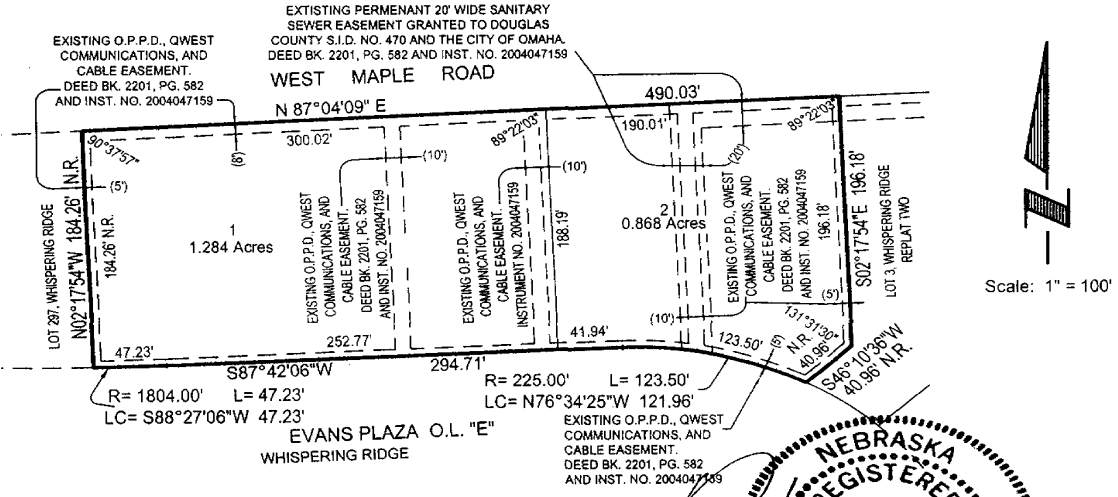 EXTISTING PERMENANT 20' WIDE SANITARY
SEWER EASEMENT GRANTED TO DOUGLAS
COUNTY S.I.D. NO. 470 AND THE CITY OF OMAHA.
DEED BK. 2201, PG. 582 AND INST. NO. 2004047159
EXISTING O.P.P.D., QWEST
COMMUNICATIONS, AND
CABLE EASEMENT.
DEED BK. 2201, PG. 582
AND INST. NO. 2004047159
WEST MAPLE ROAD
N 87°04'09" E
490.03'
300.02'
190.01'
90°37'57"
89°22'03"
89°22'03"
(5')
(8')
(10')
(10')
(20')
LOT 297, WHISPERING RIDGE
N02°17'54"W 184.26' N.R.
184.26' N.R.
1
1.284 Acres
EXISTING O.P.P.D., QWEST
COMMUNICATIONS, AND
CABLE EASEMENT.
DEED BK. 2201, PG. 582
AND INST. NO. 2004047159
EXISTING O.P.P.D., QWEST
COMMUNICATIONS, AND
CABLE EASEMENT.
INSTRUMENT NO. 2004047159
188.19'
2
0.868 Acres
EXISTING O.P.P.D., QWEST
COMMUNICATIONS, AND
CABLE EASEMENT.
DEED BK. 2201, PG. 582
AND INST. NO. 2004047159
196.18'
S02°17'54"E 196.18'
LOT 3, WHISPERING RIDGE
REPLAT TWO
Scale: 1" = 100'
(5')
(10')
131°31'30"
N.R.
40.96'
(5')
123.50'
41.94'
252.77'
47.23'
S87°42'06"W
294.71'
S46°10'36"W
40.96' N.R.
R= 1804.00' L= 47.23'
LC= S88°27'06"W 47.23'
R= 225.00' L= 123.50'
LC= N76°34'25"W 121.96'
EVANS PLAZA O.L. "E"
WHISPERING RIDGE
EXISTING O.P.P.D., QWEST
COMMUNICATIONS, AND
CABLE EASEMENT.
DEED BK. 2201, PG. 582
AND INST. NO. 2004047159
NEBRASKA
REGISTERE